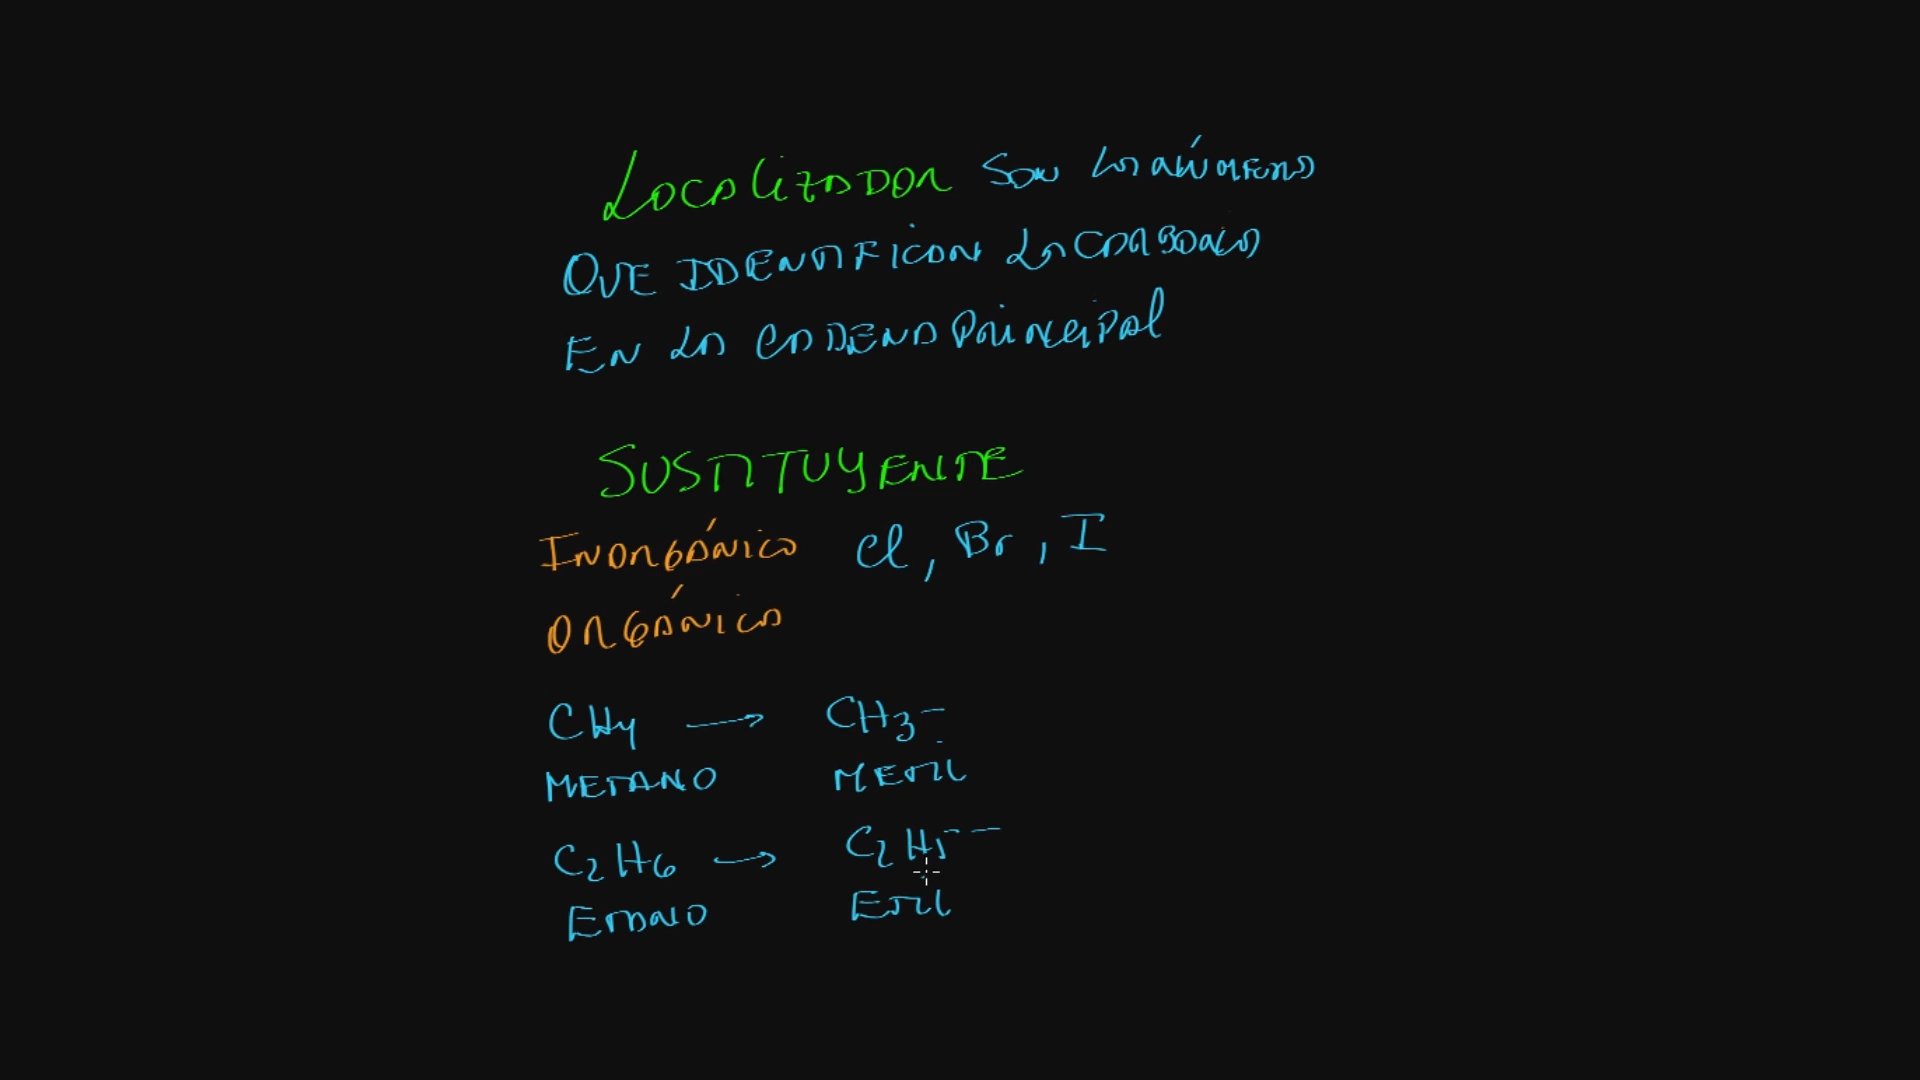 LOCALIZADOR SON LOS NÚMEROS
QUE IDENTIFICAN LOS CARBONOS
EN LA CADENA PRINCIPAL
SUSTITUYENTE
INORGÁNICO Cl, Br, I
ORGÁNICO
CH4 → CH3-
METANO METIL
C2H6 → C2H5-
ETANO ETIL